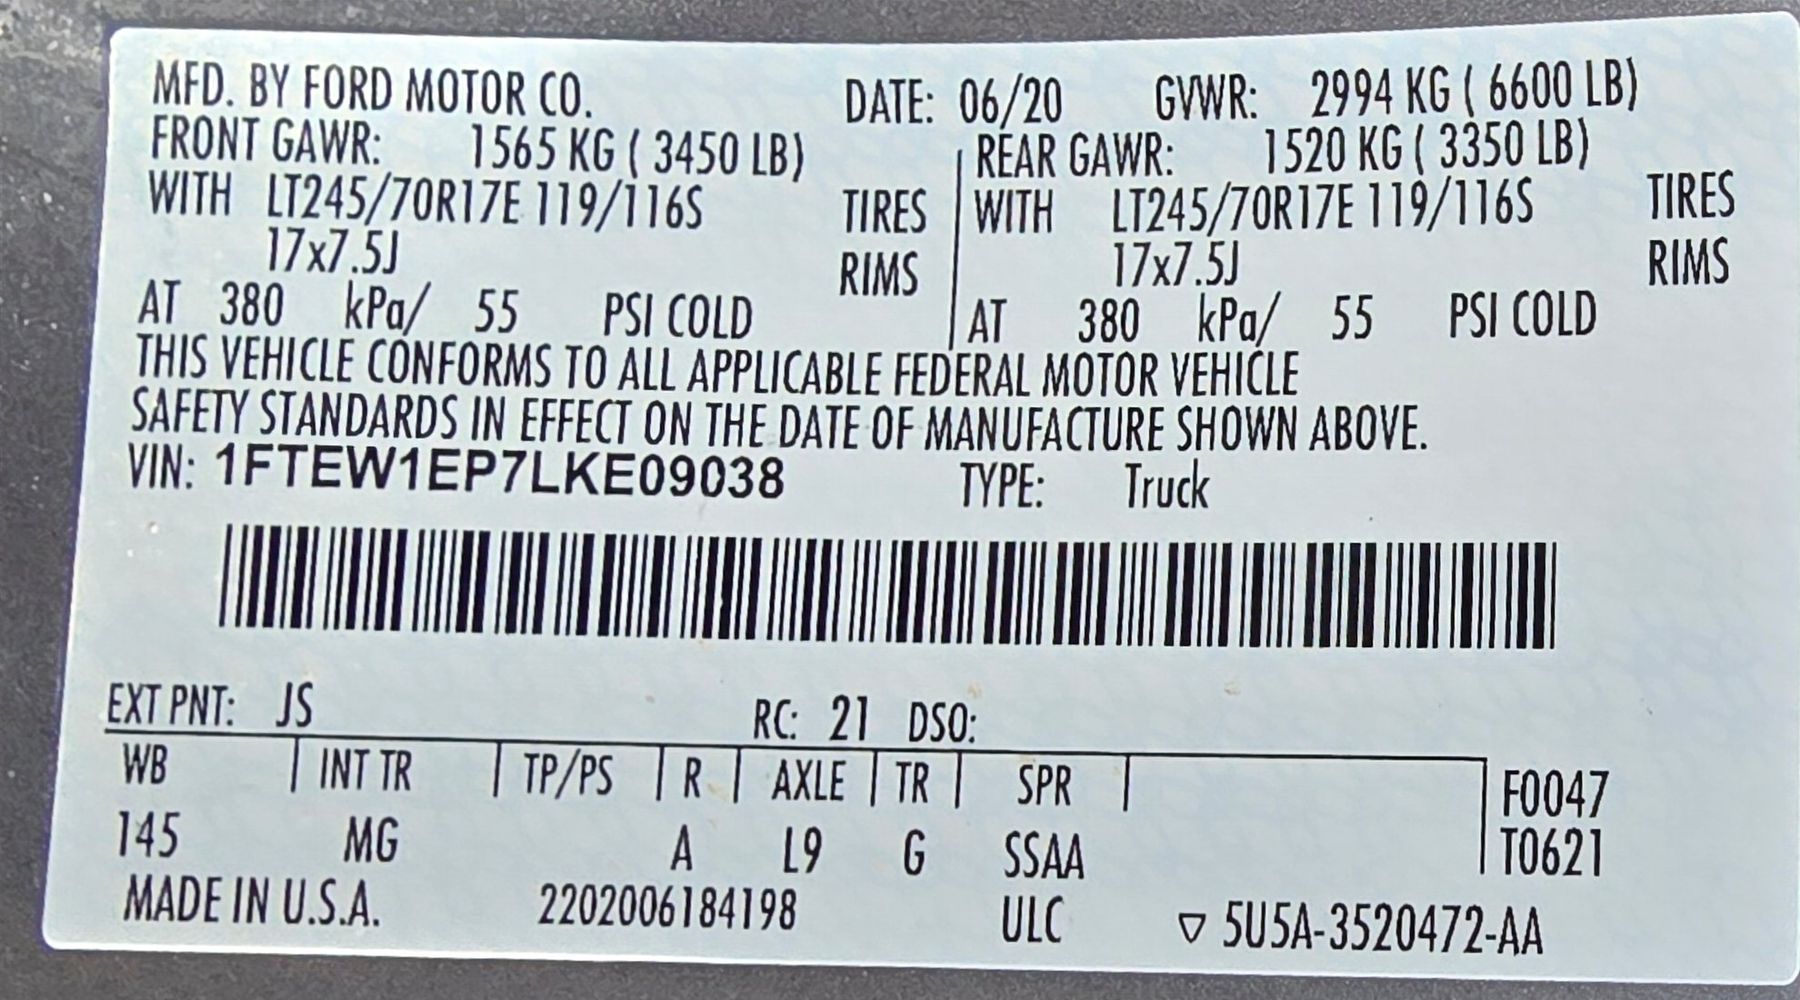 MFD. BY FORD MOTOR CO. DATE: 06/20 GVWR: 2994 KG ( 6600 LB)
FRONT GAWR: 1565 KG ( 3450 LB) REAR GAWR: 1520 KG ( 3350 LB)
WITH LT245/70R17E 119/116S TIRES WITH LT245/70R17E 119/116S TIRES
17x7.5J RIMS 17x7.5J RIMS
AT 380 kPa/ 55 PSI COLD AT 380 kPa/ 55 PSI COLD
THIS VEHICLE CONFORMS TO ALL APPLICABLE FEDERAL MOTOR VEHICLE
SAFETY STANDARDS IN EFFECT ON THE DATE OF MANUFACTURE SHOWN ABOVE.
VIN: 1FTEW1EP7LKE09038 TYPE: Truck
EXT PNT: JS RC: 21 DSO:
WB INT TR TP/PS R AXLE TR SPR F0047
145 MG A L9 G SSAA T0621
MADE IN U.S.A. 2202006184198 ULC ▽ 5U5A-3520472-AA